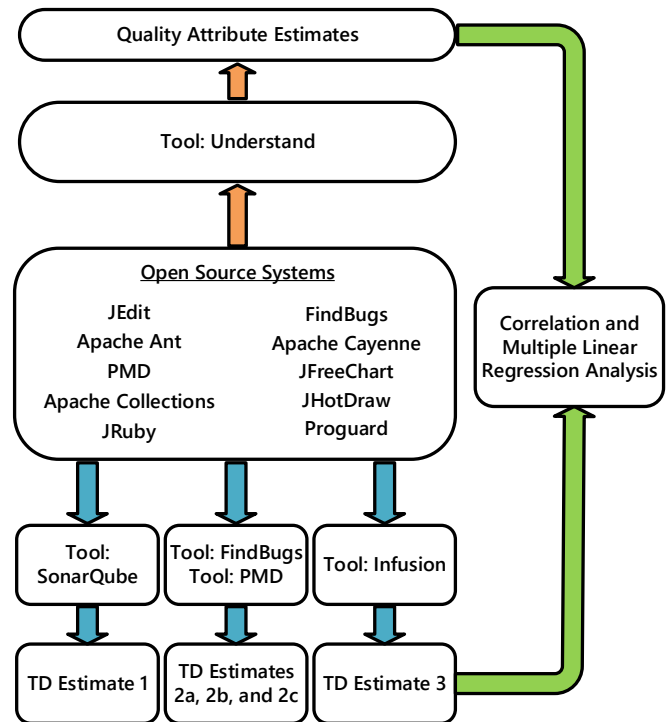 Quality Attribute Estimates
Tool: Understand
Open Source Systems
JEdit
Apache Ant
PMD
Apache Collections
JRuby
FindBugs
Apache Cayenne
JFreeChart
JHotDraw
Proguard
Correlation and
Multiple Linear
Regression Analysis
Tool:
SonarQube
Tool: FindBugs
Tool: PMD
Tool: Infusion
TD Estimate 1
TD Estimates
2a, 2b, and 2c
TD Estimate 3